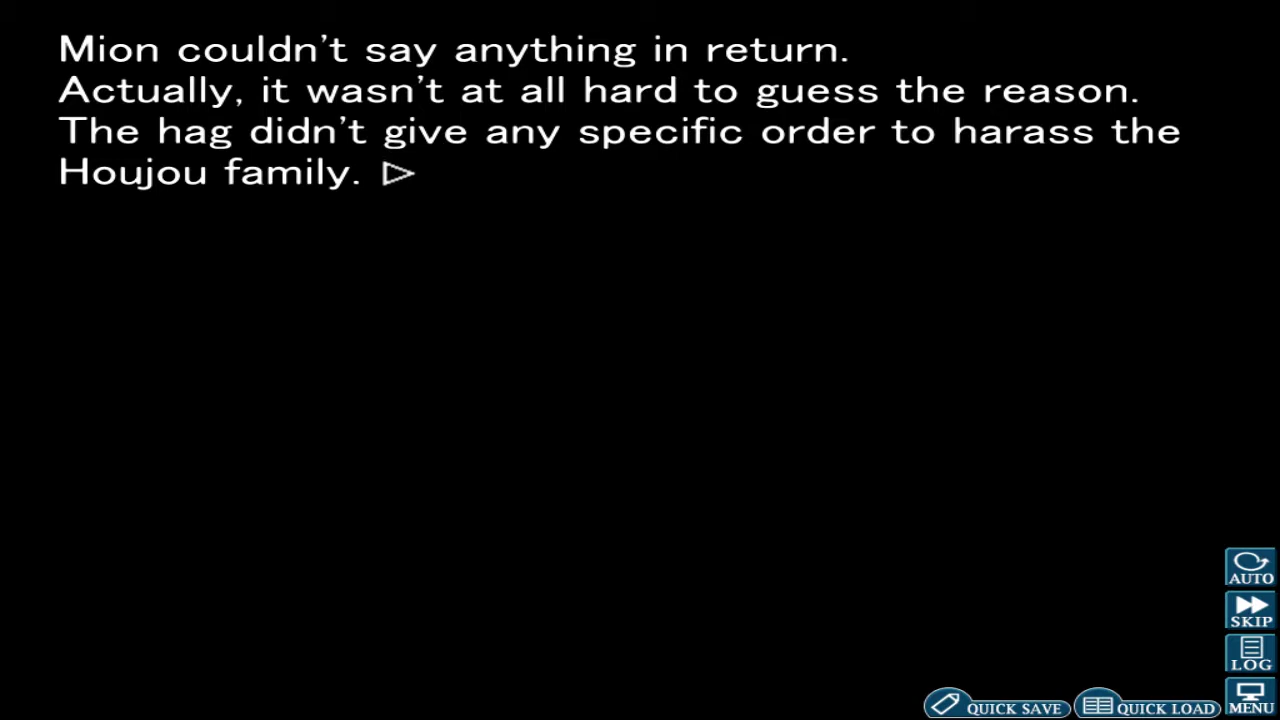 Mion couldn't say anything in return.
Actually, it wasn't at all hard to guess the reason.
The hag didn't give any specific order to harass the
Houjou family.
AUTO
SKIP
LOG
QUICK SAVE
QUICK LOAD
MENU